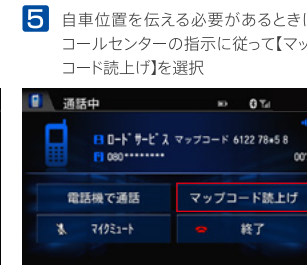 5 自車位置を伝える必要があるときに
コールセンターの指示に従って【マッ
コード読上げ】を選択
通話中
ロードサービス マップコード 6122 78*5 8
080********
00'
電話機で通話 マップコード読上げ
マイクミュート 終了